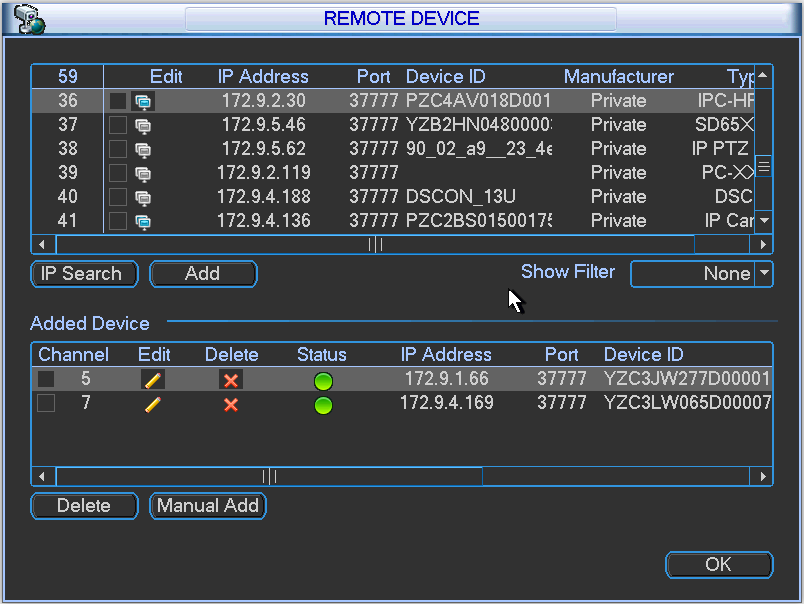 REMOTE DEVICE
59 Edit IP Address Port Device ID Manufacturer Typ
36 172.9.2.30 37777 PZC4AV018D001 Private IPC-HF
37 172.9.5.46 37777 YZB2HN0480000 Private SD65X
38 172.9.5.62 37777 90_02_a9__23_4e Private IP PTZ
39 172.9.2.119 37777 Private PC-XX
40 172.9.4.188 37777 DSCON_13U Private DSC
41 172.9.4.136 37777 PZC2BS01500175 Private IP Car
IP Search Add Show Filter None
Added Device
Channel Edit Delete Status IP Address Port Device ID
5 172.9.1.66 37777 YZC3JW277D00001
7 172.9.4.169 37777 YZC3LW065D00007
Delete Manual Add
OK